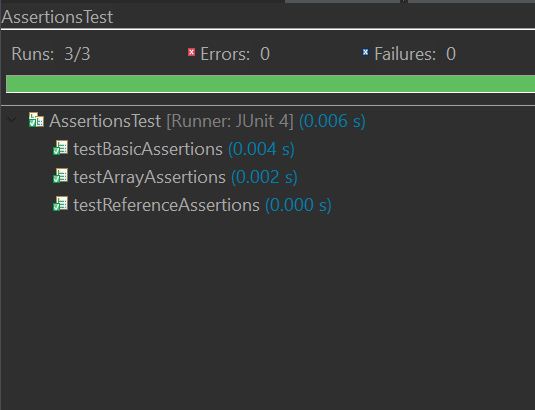 AssertionsTest
Runs: 3/3 Errors: 0 Failures: 0
AssertionsTest [Runner: JUnit 4] (0.006 s)
testBasicAssertions (0.004 s)
testArrayAssertions (0.002 s)
testReferenceAssertions (0.000 s)